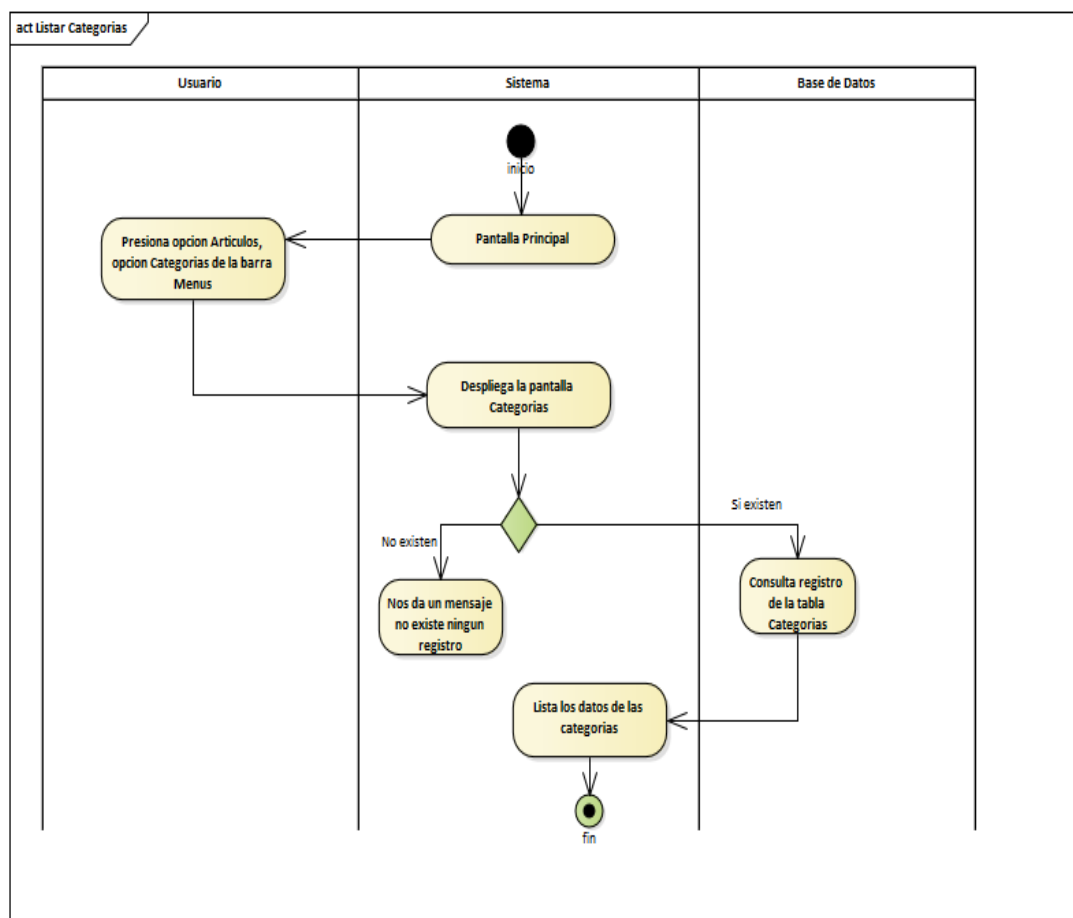 act Listar Categorias
Usuario
Sistema
Base de Datos
inicio
Pantalla Principal
Presiona opcion Articulos,
opcion Categorias de la barra
Menus
Despliega la pantalla
Categorias
Si existen
No existen
Nos da un mensaje
no existe ningun
registro
Consulta registro
de la tabla
Categorias
Lista los datos de las
categorias
fin